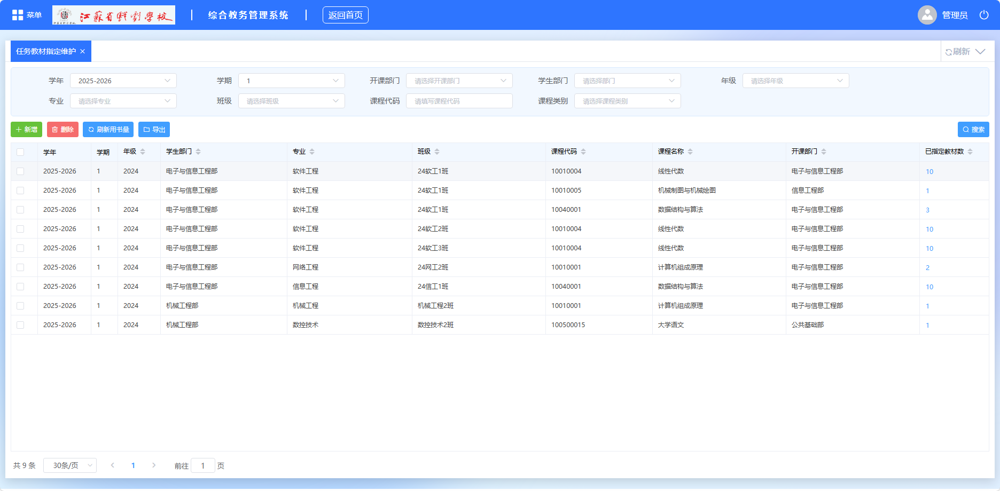 菜单 江苏省戏剧学校 综合教务管理系统 返回首页 管理员
任务教材指定维护 刷新
学年 2025-2026 学期 1 开课部门 请选择开课部门 学生部门 请选择部门 年级 请选择年级
专业 请选择专业 班级 请选择班级 课程代码 请填写课程代码 课程类别 请选择课程类别
新增 删除 刷新用书量 导出 搜索
学年 学期 年级 学生部门 专业 班级 课程代码 课程名称 开课部门 已指定教材数
2025-2026 1 2024 电子与信息工程部 软件工程 24软工1班 10010004 线性代数 电子与信息工程部 10
2025-2026 1 2024 电子与信息工程部 软件工程 24软工1班 10010005 机械制图与机械绘图 信息工程部 1
2025-2026 1 2024 电子与信息工程部 软件工程 24软工1班 10040001 数据结构与算法 电子与信息工程部 3
2025-2026 1 2024 电子与信息工程部 软件工程 24软工2班 10010004 线性代数 电子与信息工程部 10
2025-2026 1 2024 电子与信息工程部 软件工程 24软工3班 10010004 线性代数 电子与信息工程部 10
2025-2026 1 2024 电子与信息工程部 网络工程 24网工2班 10010001 计算机组成原理 电子与信息工程部 2
2025-2026 1 2024 电子与信息工程部 信息工程 24信工1班 10040001 数据结构与算法 电子与信息工程部 10
2025-2026 1 2024 机械工程部 机械工程 机械工程2班 10010001 计算机组成原理 电子与信息工程部 1
2025-2026 1 2024 机械工程部 数控技术 数控技术2班 100500015 大学语文 公共基础部 1
共 9 条 30条/页 1 前往 1 页